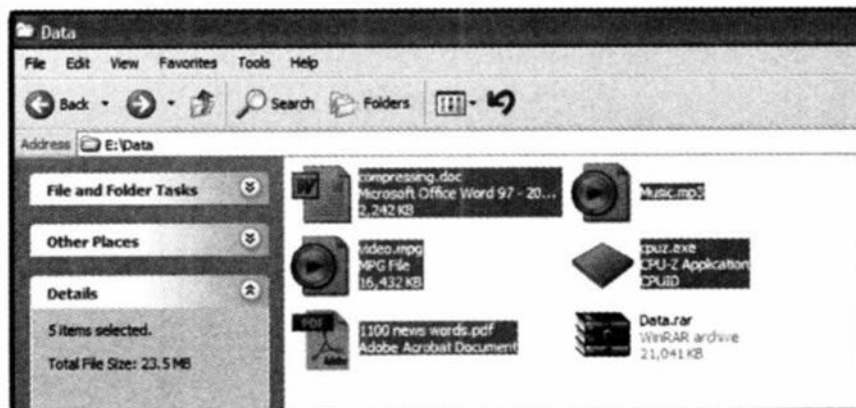 Data
File Edit View Favorites Tools Help
Back Search Folders
Address E:\Data
File and Folder Tasks
Other Places
Details
5 items selected.
Total File Size: 23.5 MB
compressing.doc
Microsoft Office Word 97 - 20...
2,242 KB
Music.mp3
video.mpg
MPG File
16,432 KB
cpuz.exe
CPU-Z Application
CPUID
PDF
Adobe
1100 news words.pdf
Adobe Acrobat Document
Data.rar
WinRAR archive
21,041 KB